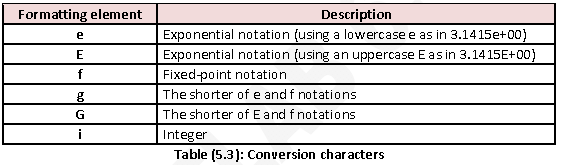 Formatting element Description
e Exponential notation (using a lowercase e as in 3.1415e+00)
E Exponential notation (using an uppercase E as in 3.1415E+00)
f Fixed-point notation
g The shorter of e and f notations
G The shorter of E and f notations
i Integer
Table (5.3): Conversion characters